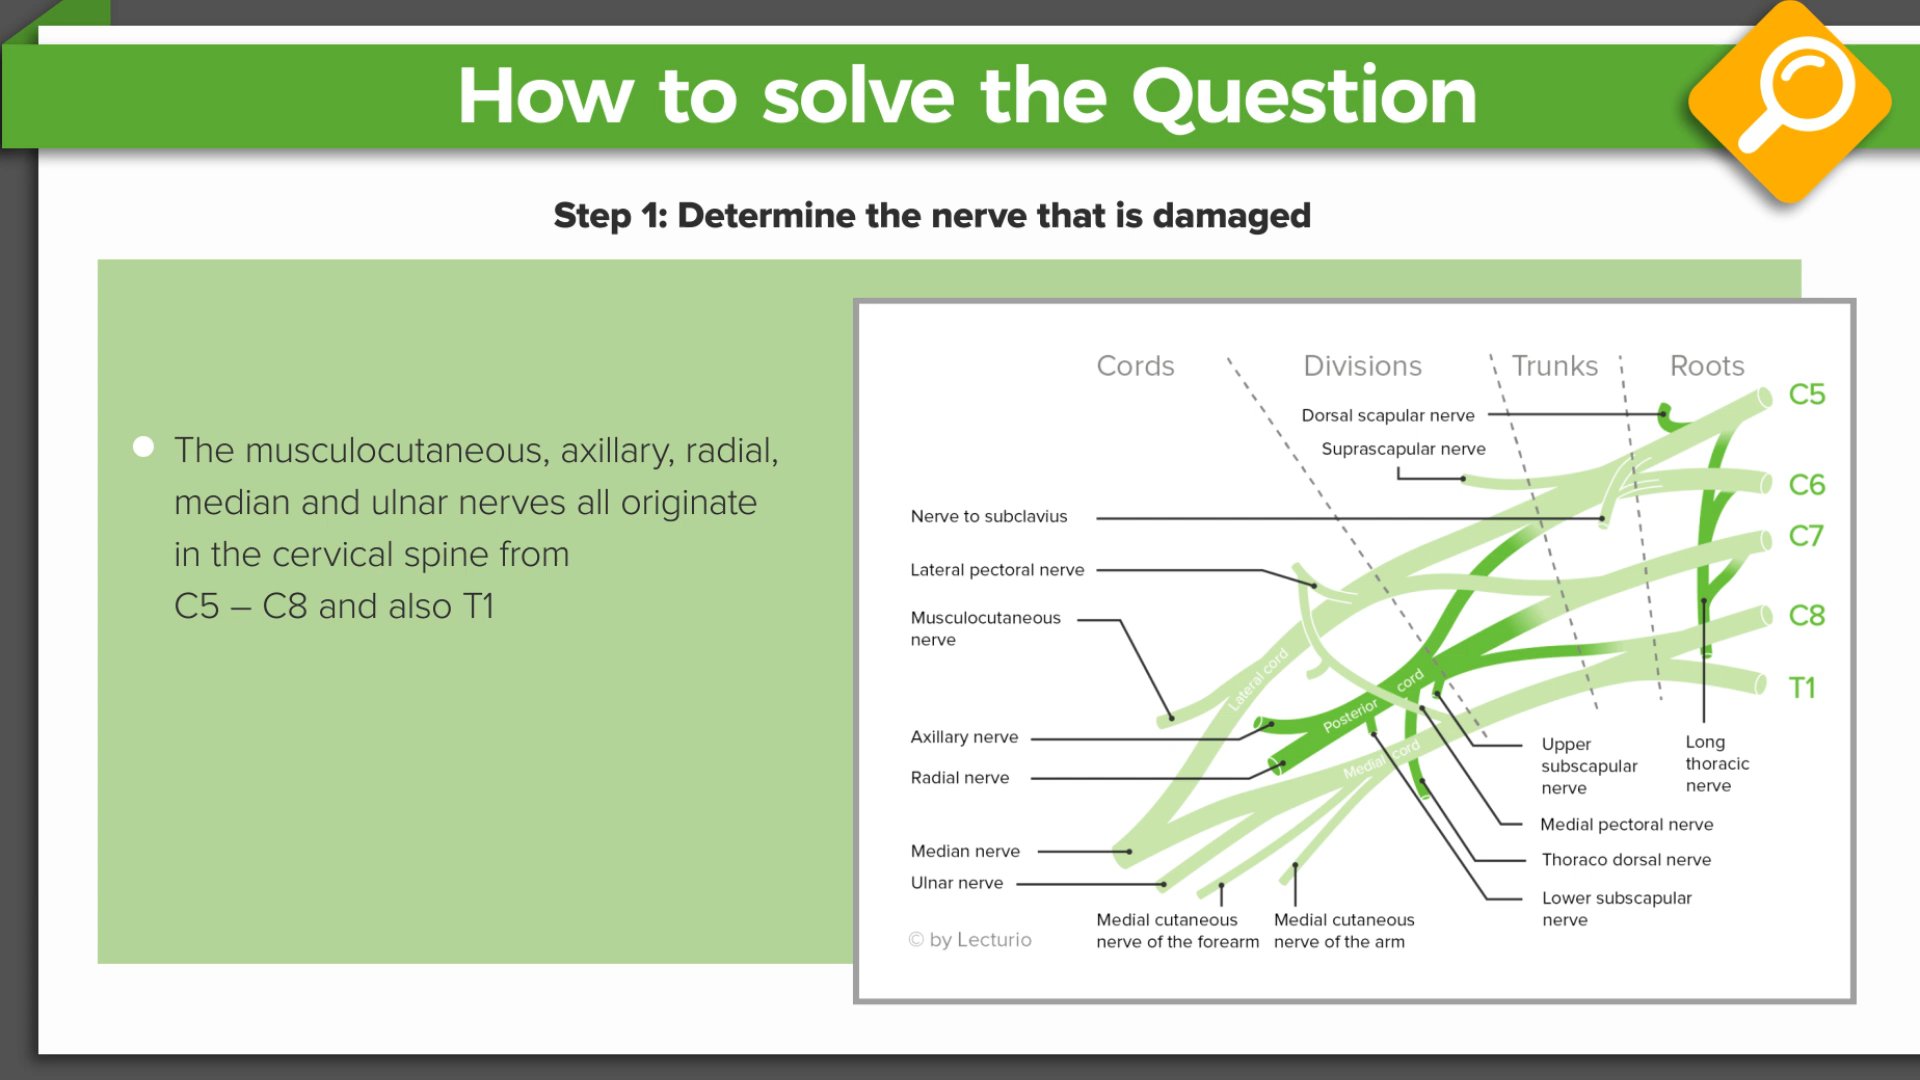 How to solve the Question
Step 1: Determine the nerve that is damaged
The musculocutaneous, axillary, radial,
median and ulnar nerves all originate
in the cervical spine from
C5 – C8 and also T1
Cords
Divisions
Trunks
Roots
C5
C6
C7
C8
T1
Dorsal scapular nerve
Suprascapular nerve
Nerve to subclavius
Lateral pectoral nerve
Musculocutaneous
nerve
Lateral cord
Posterior cord
Medial cord
Axillary nerve
Radial nerve
Median nerve
Ulnar nerve
Medial cutaneous
nerve of the forearm
Medial cutaneous
nerve of the arm
Upper
subscapular
nerve
Long
thoracic
nerve
Medial pectoral nerve
Thoraco dorsal nerve
Lower subscapular
nerve
© by Lecturio